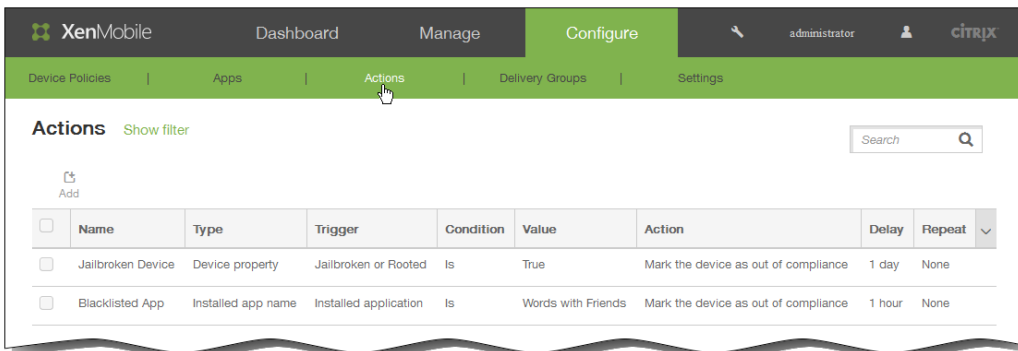 XenMobile Dashboard Manage Configure administrator CİTRIX
Device Policies | Apps | Actions | Delivery Groups | Settings
Actions Show filter
Search
Add
Name Type Trigger Condition Value Action Delay Repeat
Jailbroken Device Device property Jailbroken or Rooted Is True Mark the device as out of compliance 1 day None
Blacklisted App Installed app name Installed application Is Words with Friends Mark the device as out of compliance 1 hour None